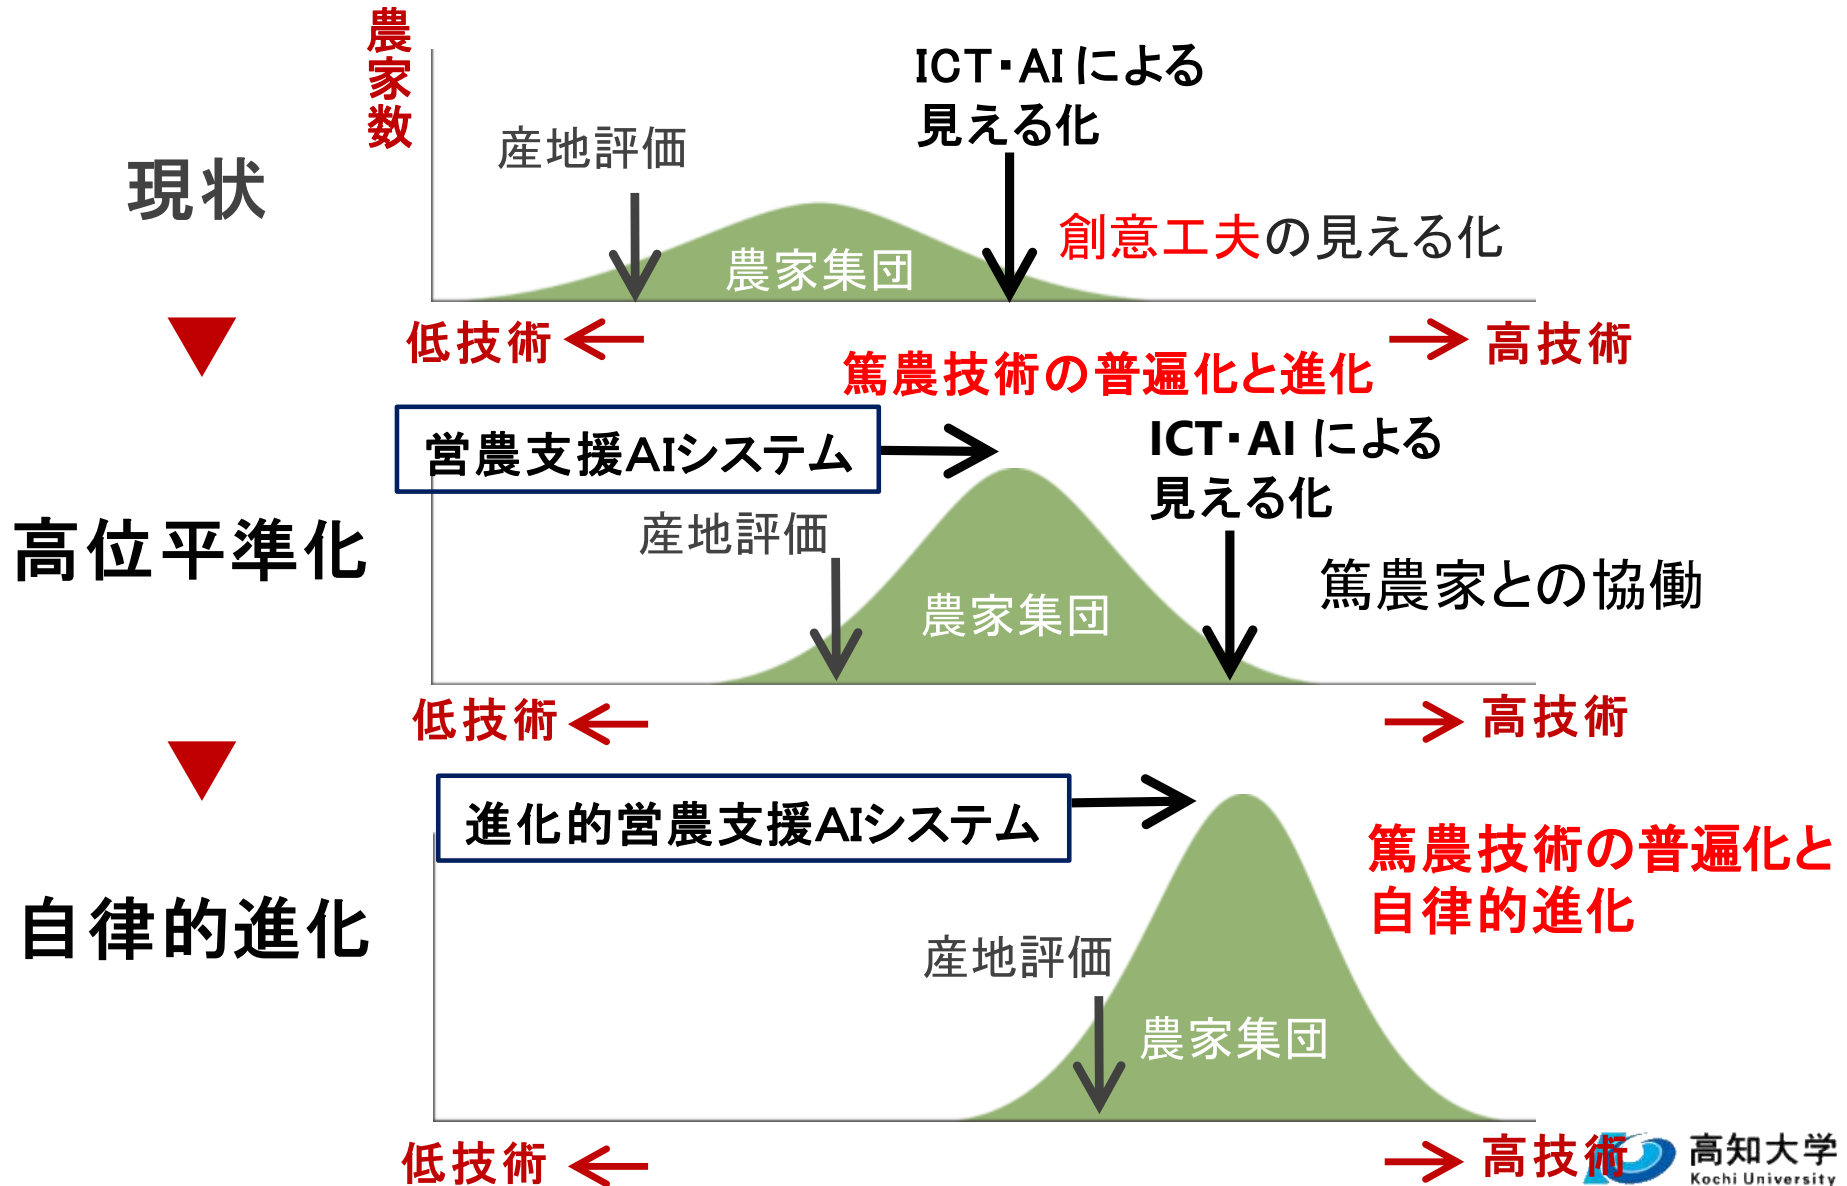 農家数
ICT・AI による
見える化
産地評価
現状
創意工夫の見える化
農家集団
低技術
高技術
篤農技術の普遍化と進化
営農支援AIシステム
ICT・AI による
見える化
産地評価
高位平準化
篤農家との協働
農家集団
低技術
高技術
進化的営農支援AIシステム
篤農技術の普遍化と
自律的進化
自律的進化
産地評価
農家集団
低技術
高技術
高知大学
Kochi University